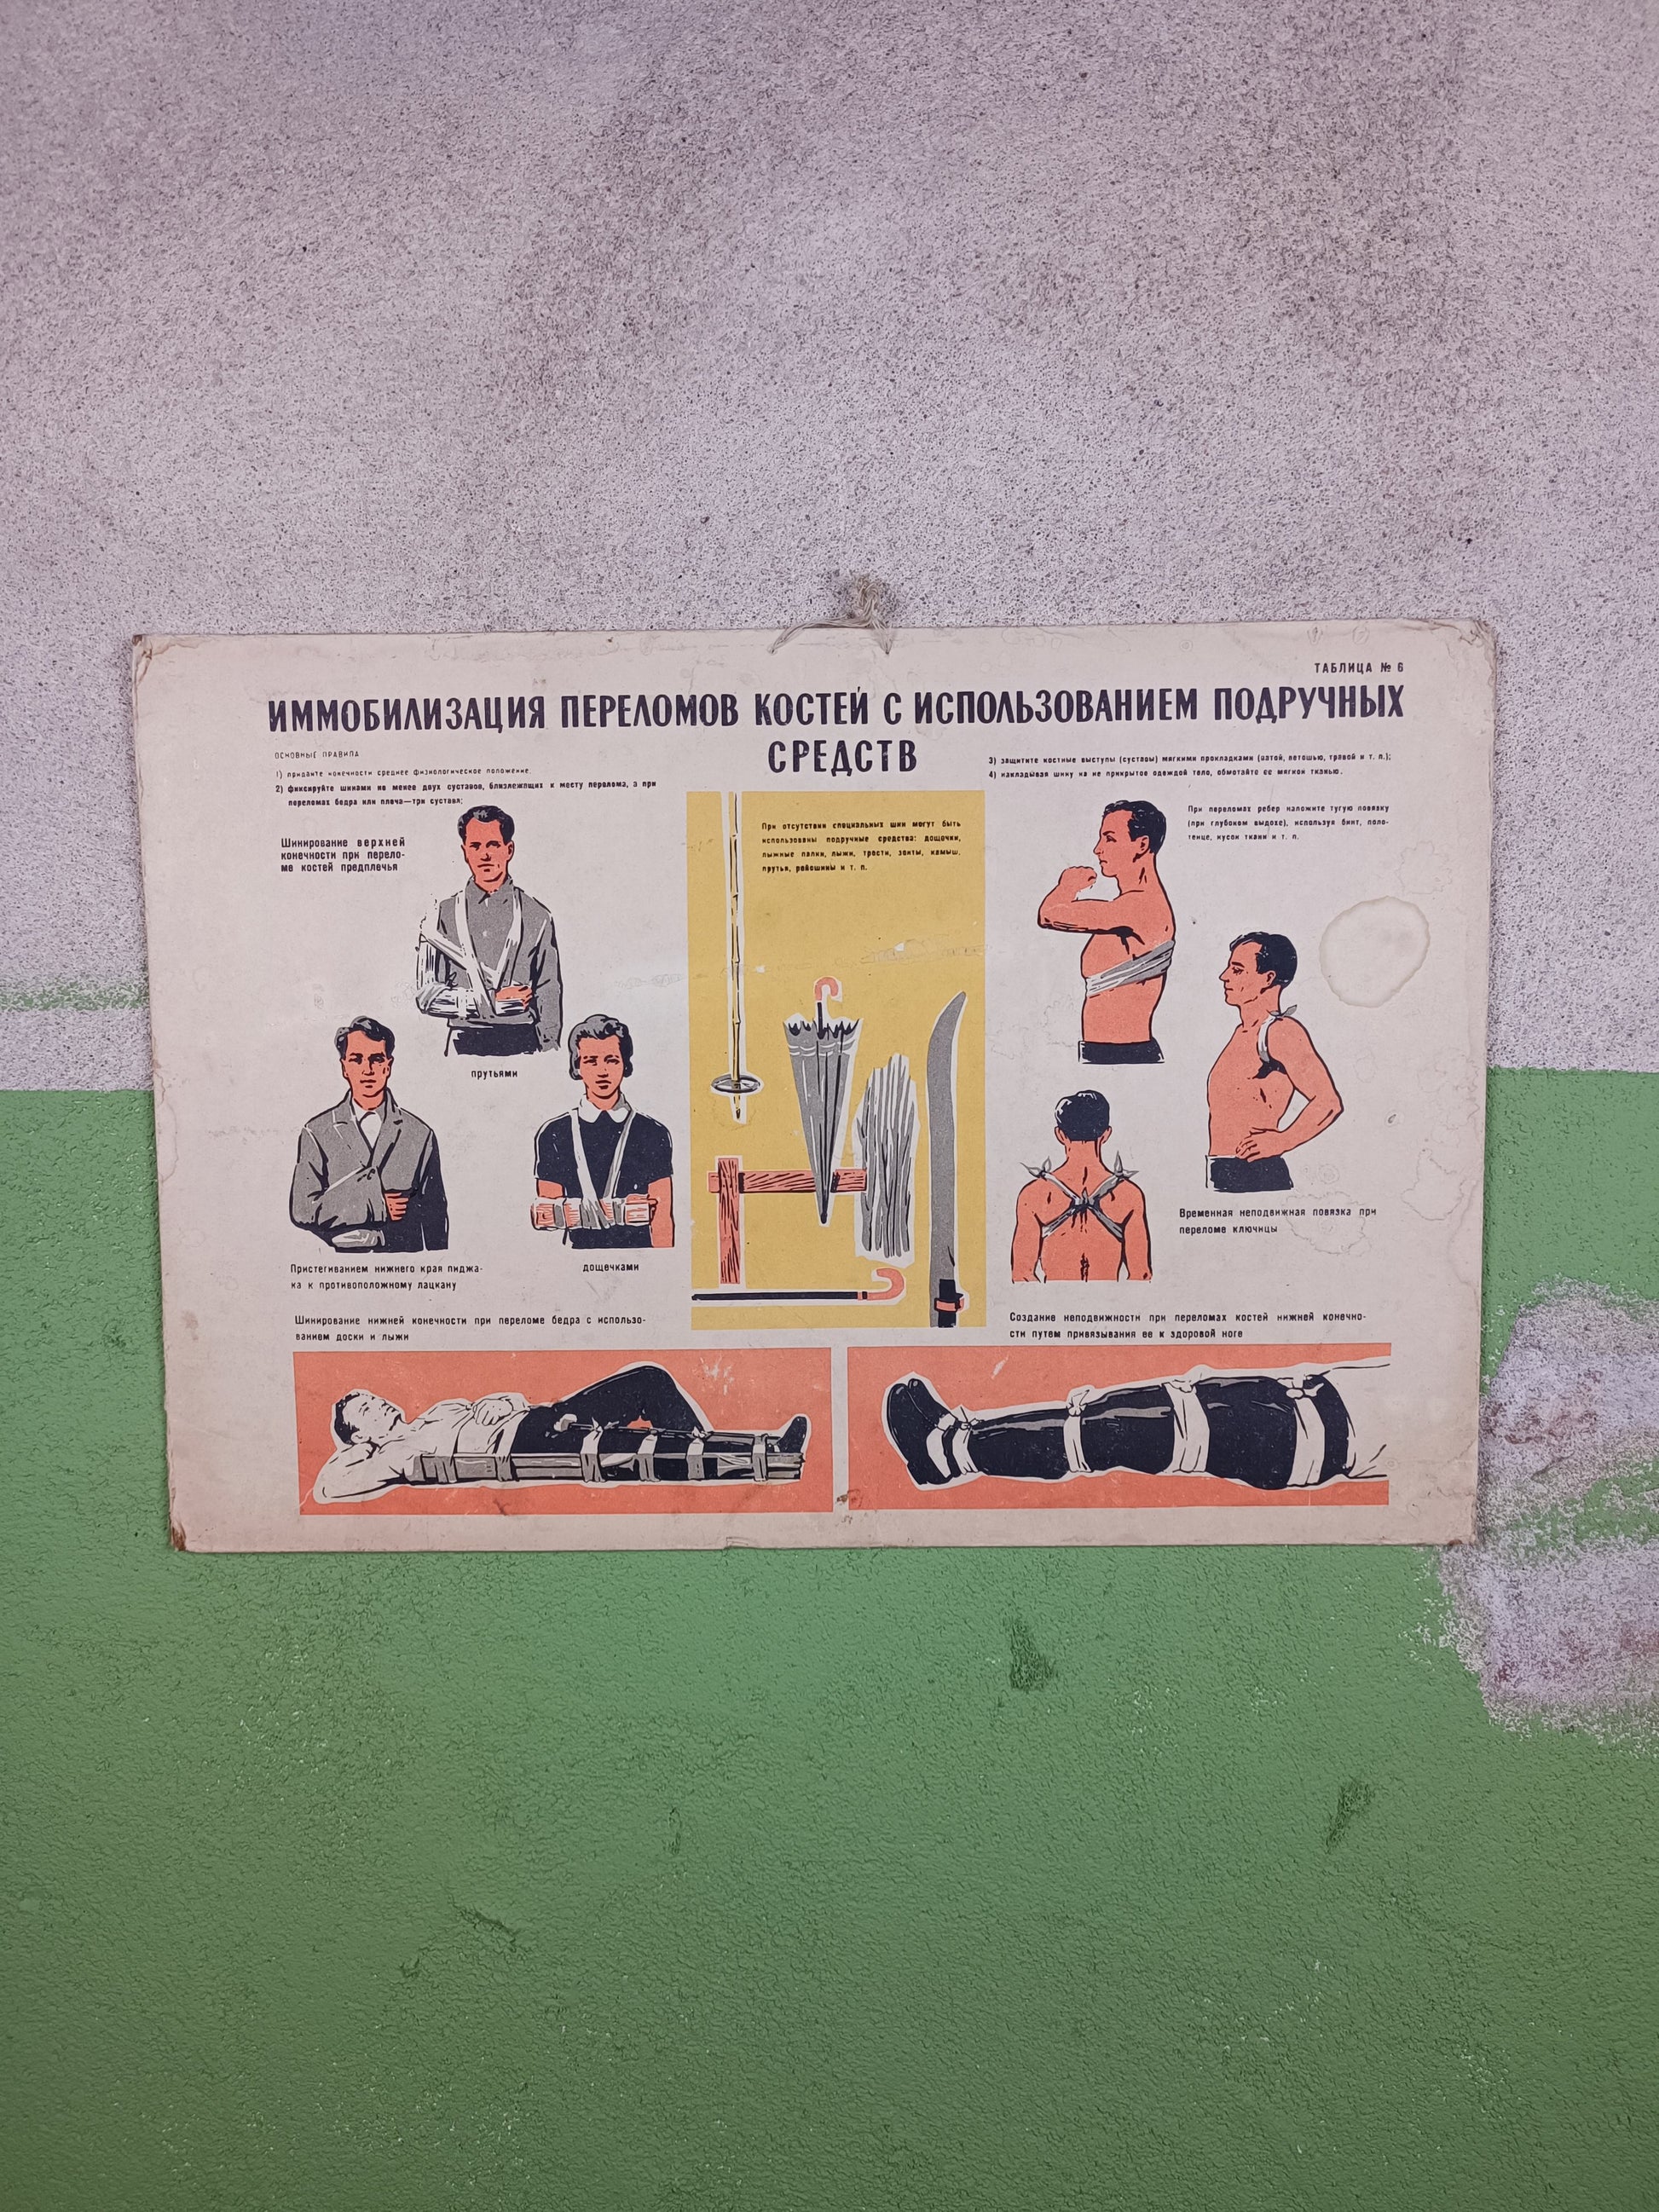 ТАБЛИЦА № 6
ИММОБИЛИЗАЦИЯ ПЕРЕЛОМОВ КОСТЕЙ С ИСПОЛЬЗОВАНИЕМ ПОДРУЧНЫХ
СРЕДСТВ
ОСНОВНЫЕ ПРАВИЛА
1) придайте конечности среднее физиологическое положение;
2) фиксируйте шинами не менее двух суставов, близлежащих к месту перелома, а при
переломах бедра или плеча—три сустава;
3) защитите костные выступы (суставы) мягкими прокладками (ватой, ветошью, травой и т. п.);
4) накладывая шину на не прикрытое одеждой тело, обмотайте ее мягкой тканью.
Шинирование верхней
конечности при перело-
ме костей предплечья
прутьями
Пристегиванием нижнего края пиджа-
ка к противоположному лацкану
дощечками
При отсутствии специальных шин могут быть
использованы подручные средства: дощечки,
лыжные палки, лыжи, трости, зонты, камыш,
прутья, рейсшины и т. п.
При переломах ребер наложите тугую повязку
(при глубоком выдохе), используя бинт, поло-
тенце, кусок ткани и т. п.
Временная неподвижная повязка при
переломе ключицы
Шинирование нижней конечности при переломе бедра с использо-
ванием доски и лыжи
Создание неподвижности при переломах костей нижней конечно-
сти путем привязывания ее к здоровой ноге